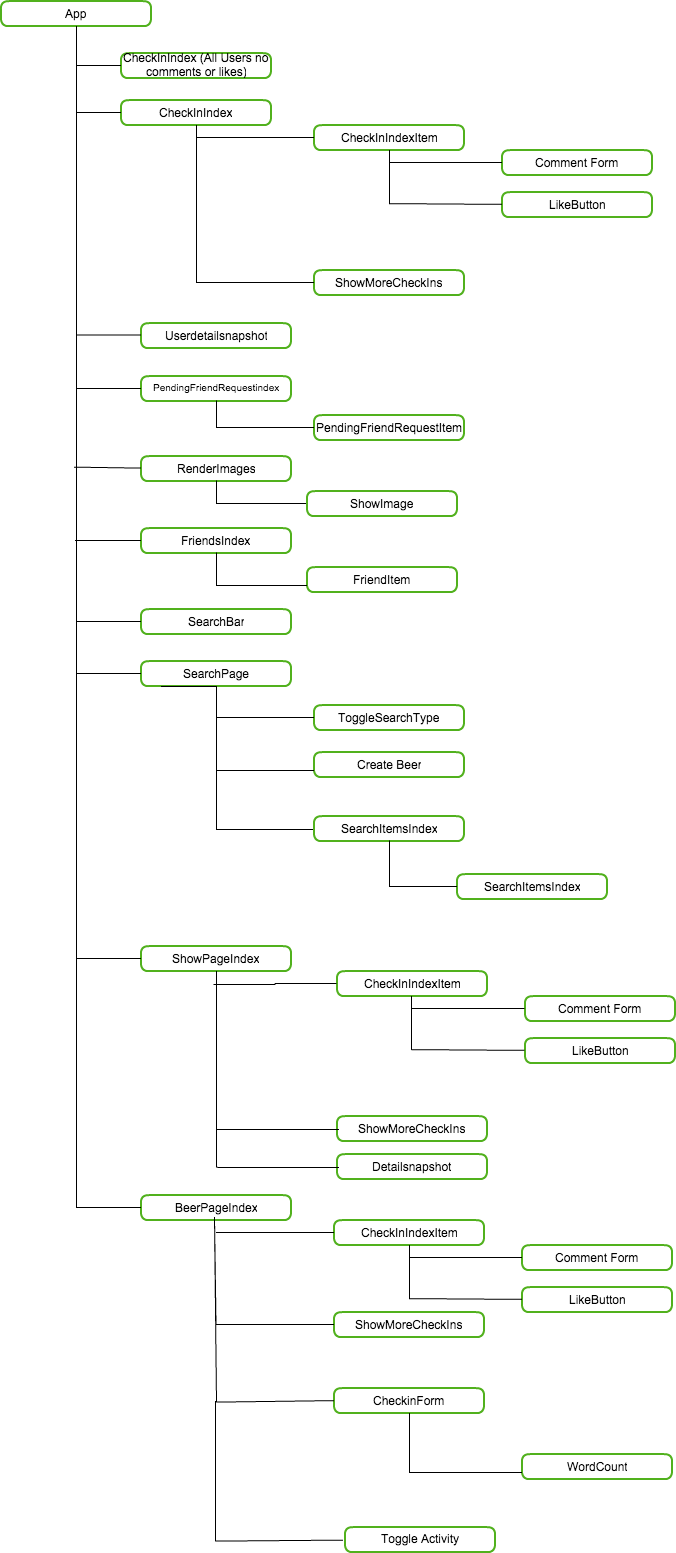 App
CheckInIndex (All Users no
comments or likes)
CheckInIndex
CheckInIndexItem
Comment Form
LikeButton
ShowMoreCheckIns
Userdetailsnapshot
PendingFriendRequestindex
PendingFriendRequestItem
RenderImages
ShowImage
FriendsIndex
FriendItem
SearchBar
SearchPage
ToggleSearchType
Create Beer
SearchItemsIndex
SearchItemsIndex
ShowPageIndex
CheckInIndexItem
Comment Form
LikeButton
ShowMoreCheckIns
Detailsnapshot
BeerPageIndex
CheckInIndexItem
Comment Form
LikeButton
ShowMoreCheckIns
CheckinForm
WordCount
Toggle Activity